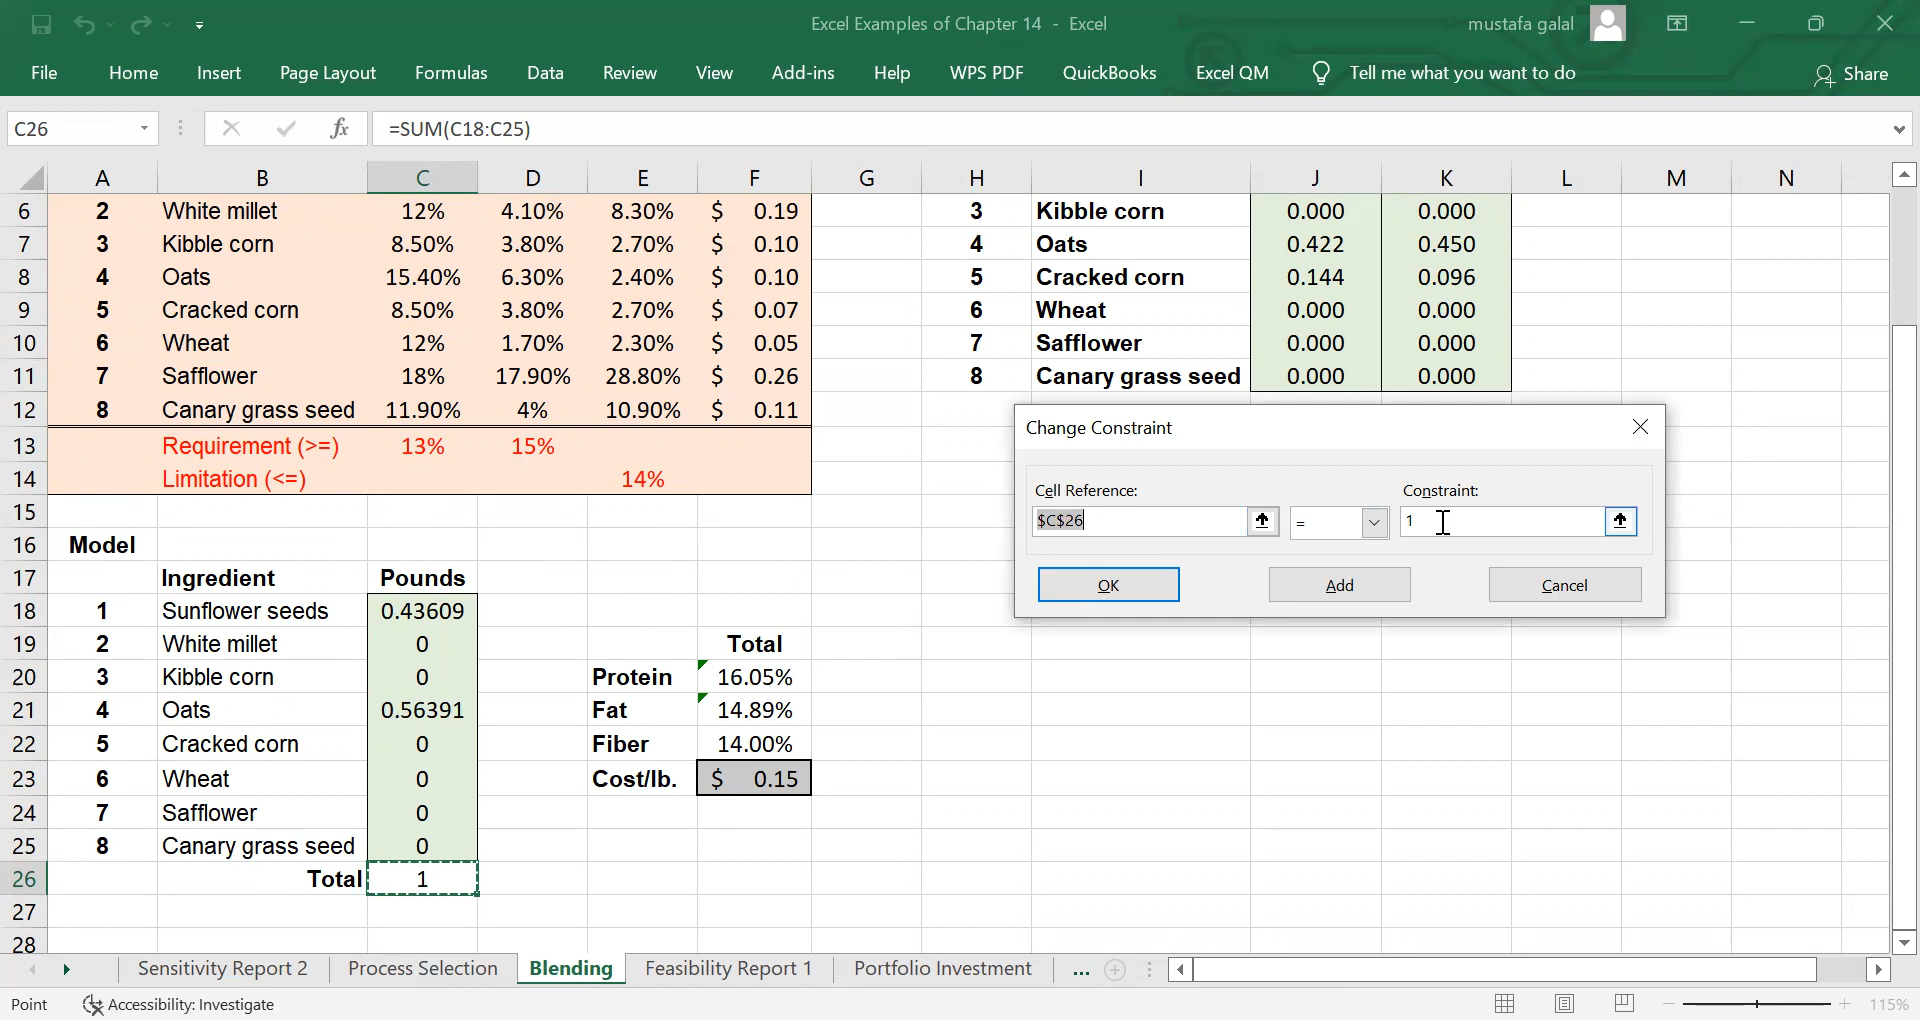 Excel Examples of Chapter 14 - Excel
mustafa galal
File Home Insert Page Layout Formulas Data Review View Add-ins Help WPS PDF QuickBooks Excel QM Tell me what you want to do Share
C26 fx =SUM(C18:C25)
A B C D E F G H I J K L M N
6 2 White millet 12% 4.10% 8.30% $ 0.19 3 Kibble corn 0.000 0.000
7 3 Kibble corn 8.50% 3.80% 2.70% $ 0.10 4 Oats 0.422 0.450
8 4 Oats 15.40% 6.30% 2.40% $ 0.10 5 Cracked corn 0.144 0.096
9 5 Cracked corn 8.50% 3.80% 2.70% $ 0.07 6 Wheat 0.000 0.000
10 6 Wheat 12% 1.70% 2.30% $ 0.05 7 Safflower 0.000 0.000
11 7 Safflower 18% 17.90% 28.80% $ 0.26 8 Canary grass seed 0.000 0.000
12 8 Canary grass seed 11.90% 4% 10.90% $ 0.11
13 Requirement (>=) 13% 15%
14 Limitation (<=) 14%
15
16 Model
17 Ingredient Pounds
18 1 Sunflower seeds 0.43609
19 2 White millet 0 Total
20 3 Kibble corn 0 Protein 16.05%
21 4 Oats 0.56391 Fat 14.89%
22 5 Cracked corn 0 Fiber 14.00%
23 6 Wheat 0 Cost/lb. $ 0.15
24 7 Safflower 0
25 8 Canary grass seed 0
26 Total 1
27
28
Change Constraint
Cell Reference: Constraint:
$C$26 = 1
OK Add Cancel
Sensitivity Report 2 Process Selection Blending Feasibility Report 1 Portfolio Investment ...
Point Accessibility: Investigate 115%